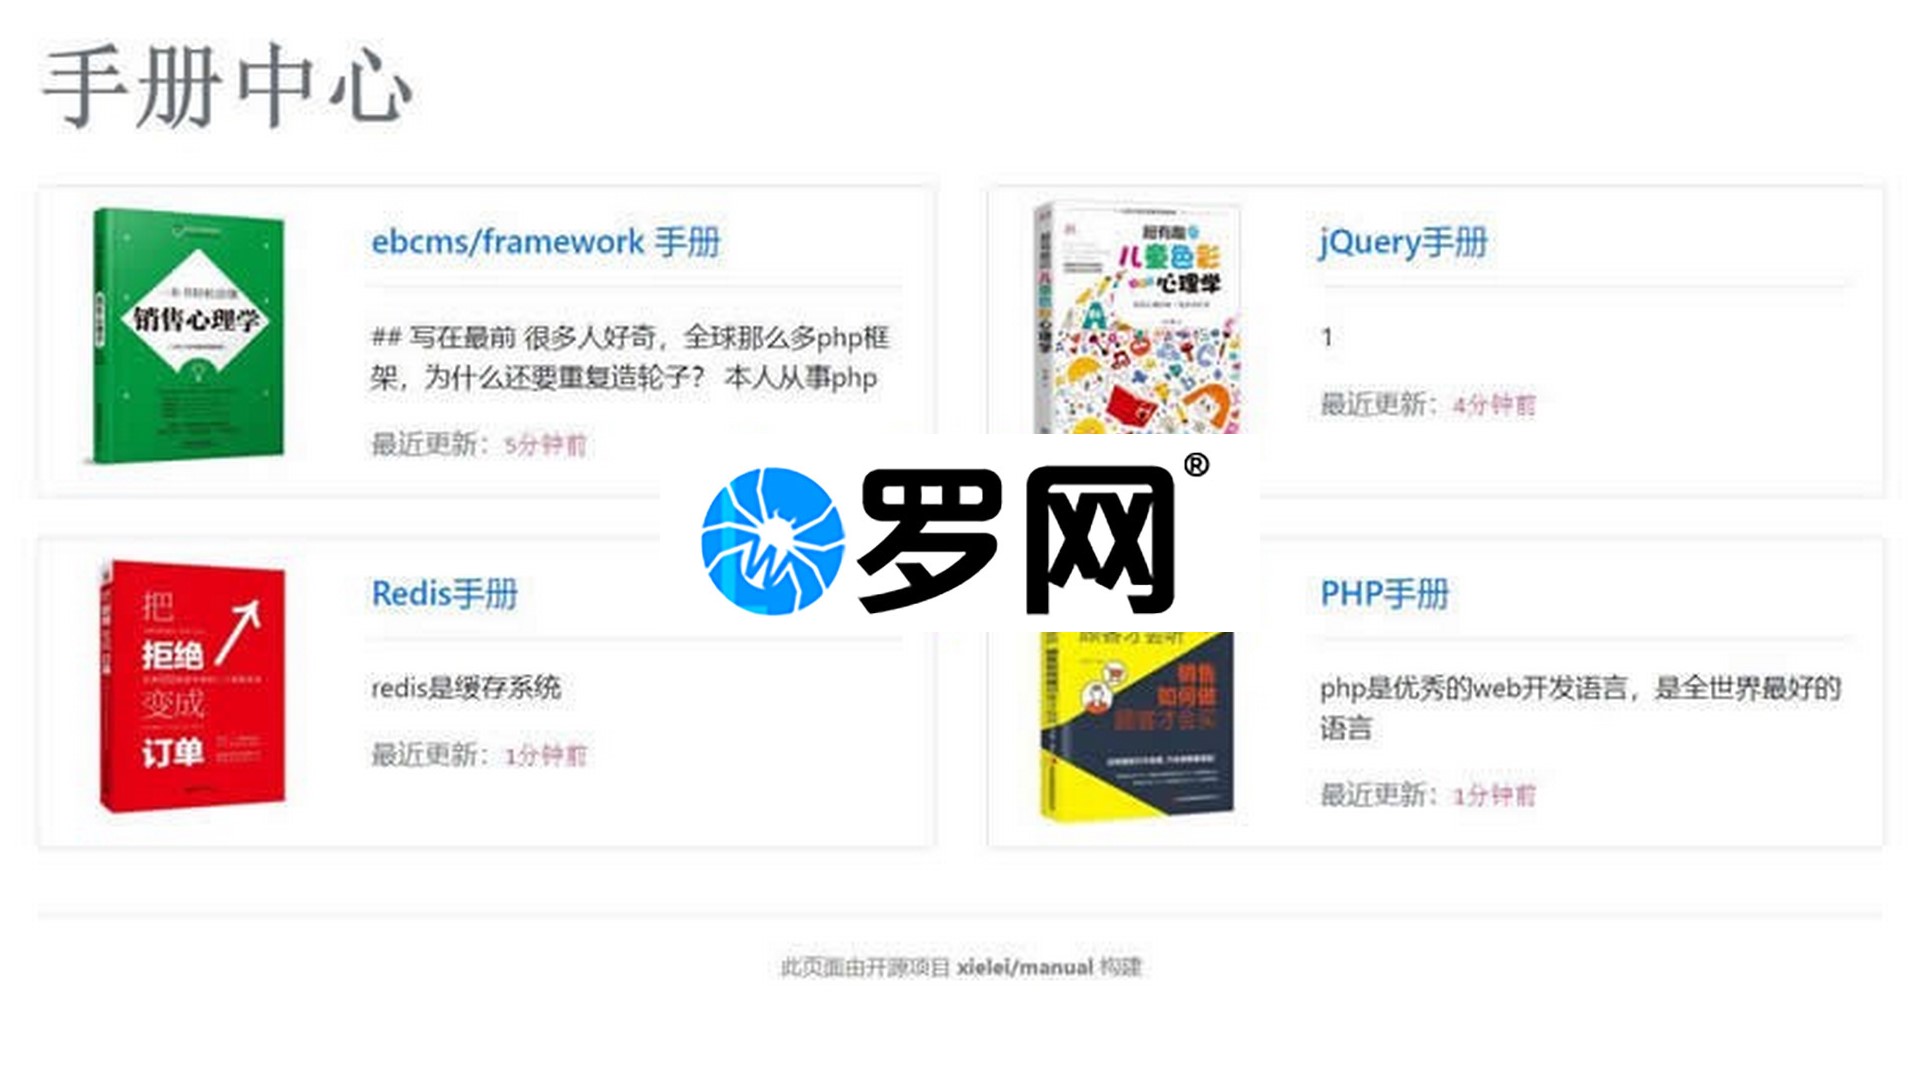 手册中心
销售心理学
ebcms/framework 手册
## 写在最前 很多人好奇，全球那么多php框
架，为什么还要重复造轮子？ 本人从事php
最近更新：5分钟前
超有趣
儿童色彩
心理学
儿童色彩心理学
jQuery手册
1
最近更新：4分钟前
罗网®
把
拒绝
变成
订单
Redis手册
redis是缓存系统
最近更新：1分钟前
销售
如何做
顾客才会买
PHP手册
php是优秀的web开发语言，是全世界最好的
语言
最近更新：1分钟前
此页面由开源项目 xielei/manual 构建